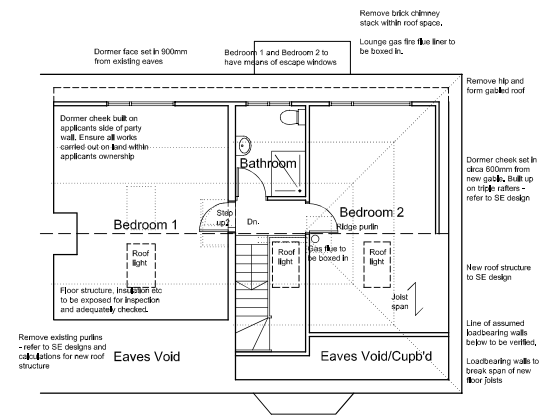 Remove brick chimney
stack within roof space.
Lounge gas fire flue liner to
be boxed in.
Dormer face set in 900mm
from existing eaves
Bedroom 1 and Bedroom 2 to
have means of escape windows
Remove hip and
form gabled roof
Dormer cheek built on
applicants side of party
wall. Ensure all works
carried out on land within
applicants ownership
Bathroom
Dormer cheek set in
circa 600mm from
new gable. Built up
on triple rafters -
refer to SE design
Bedroom 1
Step
up?
Dn.
Bedroom 2
Ridge purlin
Gas flue to
be boxed in
Roof
light
Roof
light
Roof
light
New roof structure
to SE design
Floor structure, insulation etc
to be exposed for inspection
and adequately checked.
Joist
span
Line of assumed
loadbearing walls
below to be verified.
Remove existing purlins
- refer to SE designs and
calculations for new roof
structure
Eaves Void
Eaves Void/Cupb'd
Loadbearing walls to
break span of new
floor joists